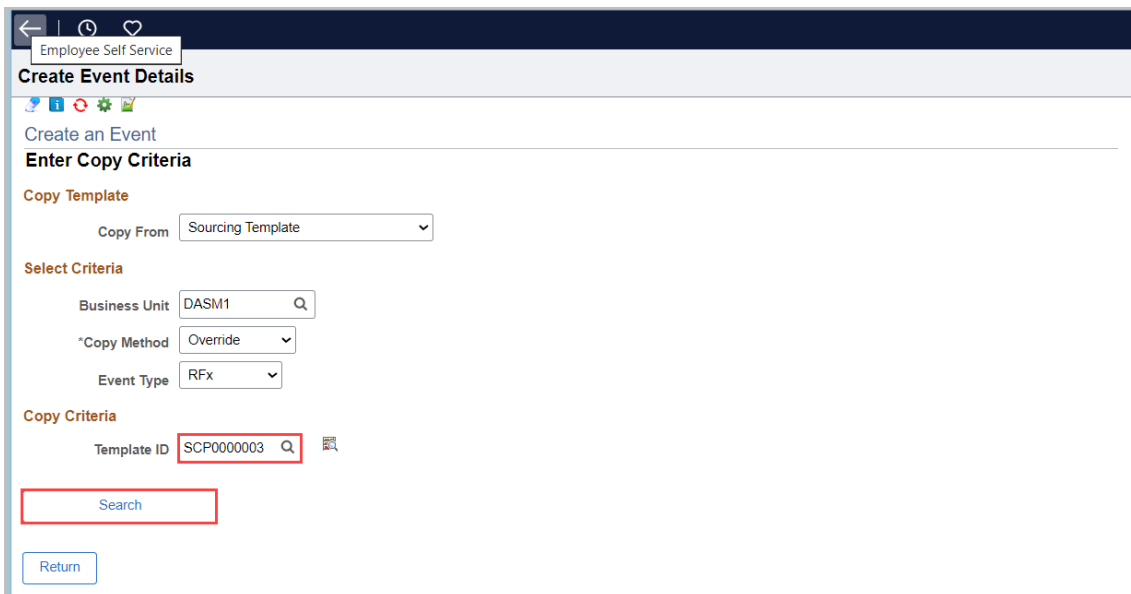 Employee Self Service
Create Event Details
Create an Event
Enter Copy Criteria
Copy Template
Copy From Sourcing Template
Select Criteria
Business Unit DASM1
*Copy Method Override
Event Type RFx
Copy Criteria
Template ID SCP0000003
Search
Return